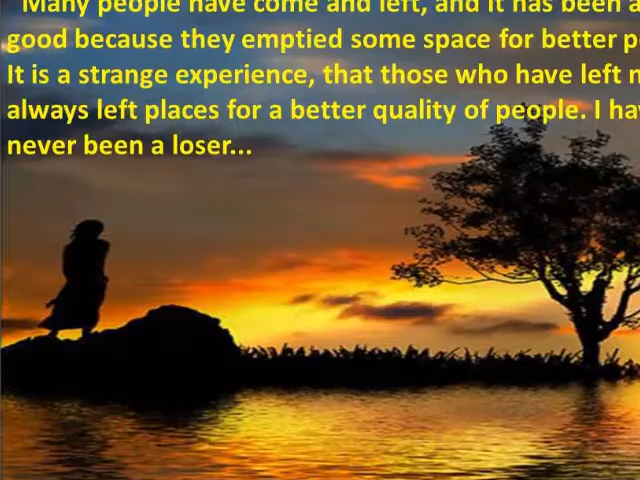 Many people have come and left, and it has been a
good because they emptied some space for better p
It is a strange experience, that those who have left m
always left places for a better quality of people. I ha
never been a loser...